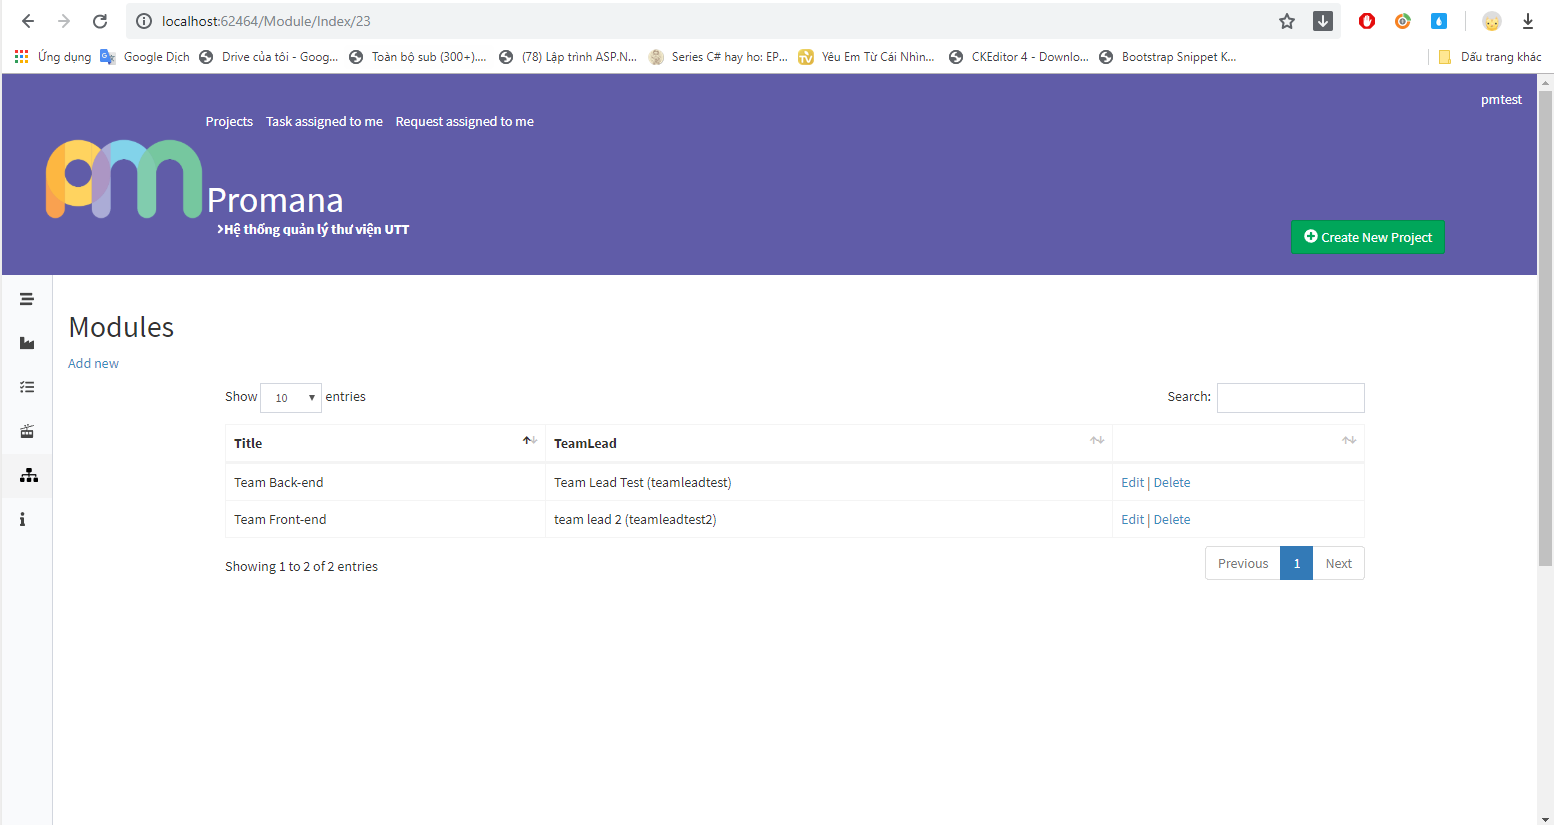 localhost:62464/Module/Index/23
Ứng dụng Google Dịch Drive của tôi - Goog... Toàn bộ sub (300+).... (78) Lập trình ASP.N... Series C# hay ho: EP... Yêu Em Từ Cái Nhìn... CKEditor 4 - Downlo... Bootstrap Snippet K... Dấu trang khác
pmtest
Projects Task assigned to me Request assigned to me
pm
Promana
Hệ thống quản lý thư viện UTT
Create New Project
Modules
Add new
Show 10 entries Search:
Title TeamLead
Team Back-end Team Lead Test (teamleadtest) Edit | Delete
Team Front-end team lead 2 (teamleadtest2) Edit | Delete
Showing 1 to 2 of 2 entries Previous 1 Next